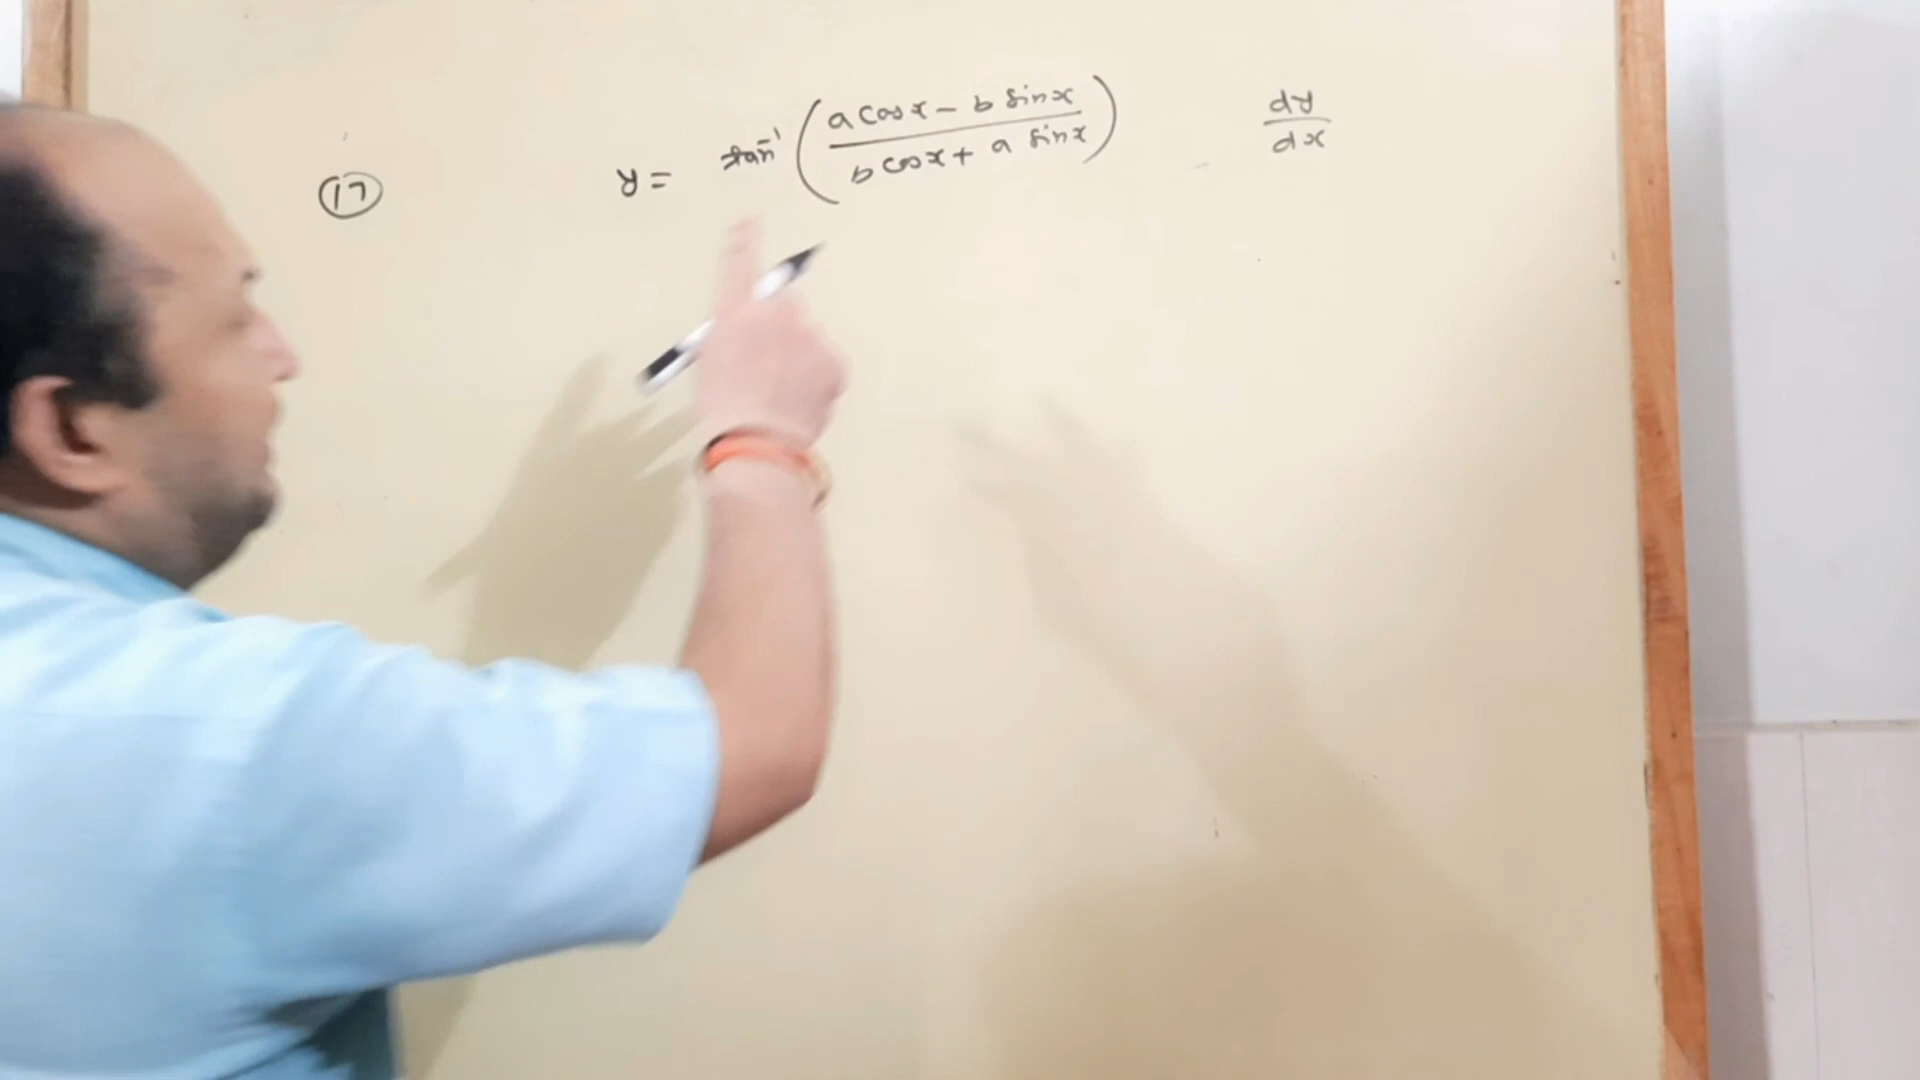 (17) y = tan⁻¹ ( (a cos x − b sin x) / (b cos x + a sin x) ) dy/dx